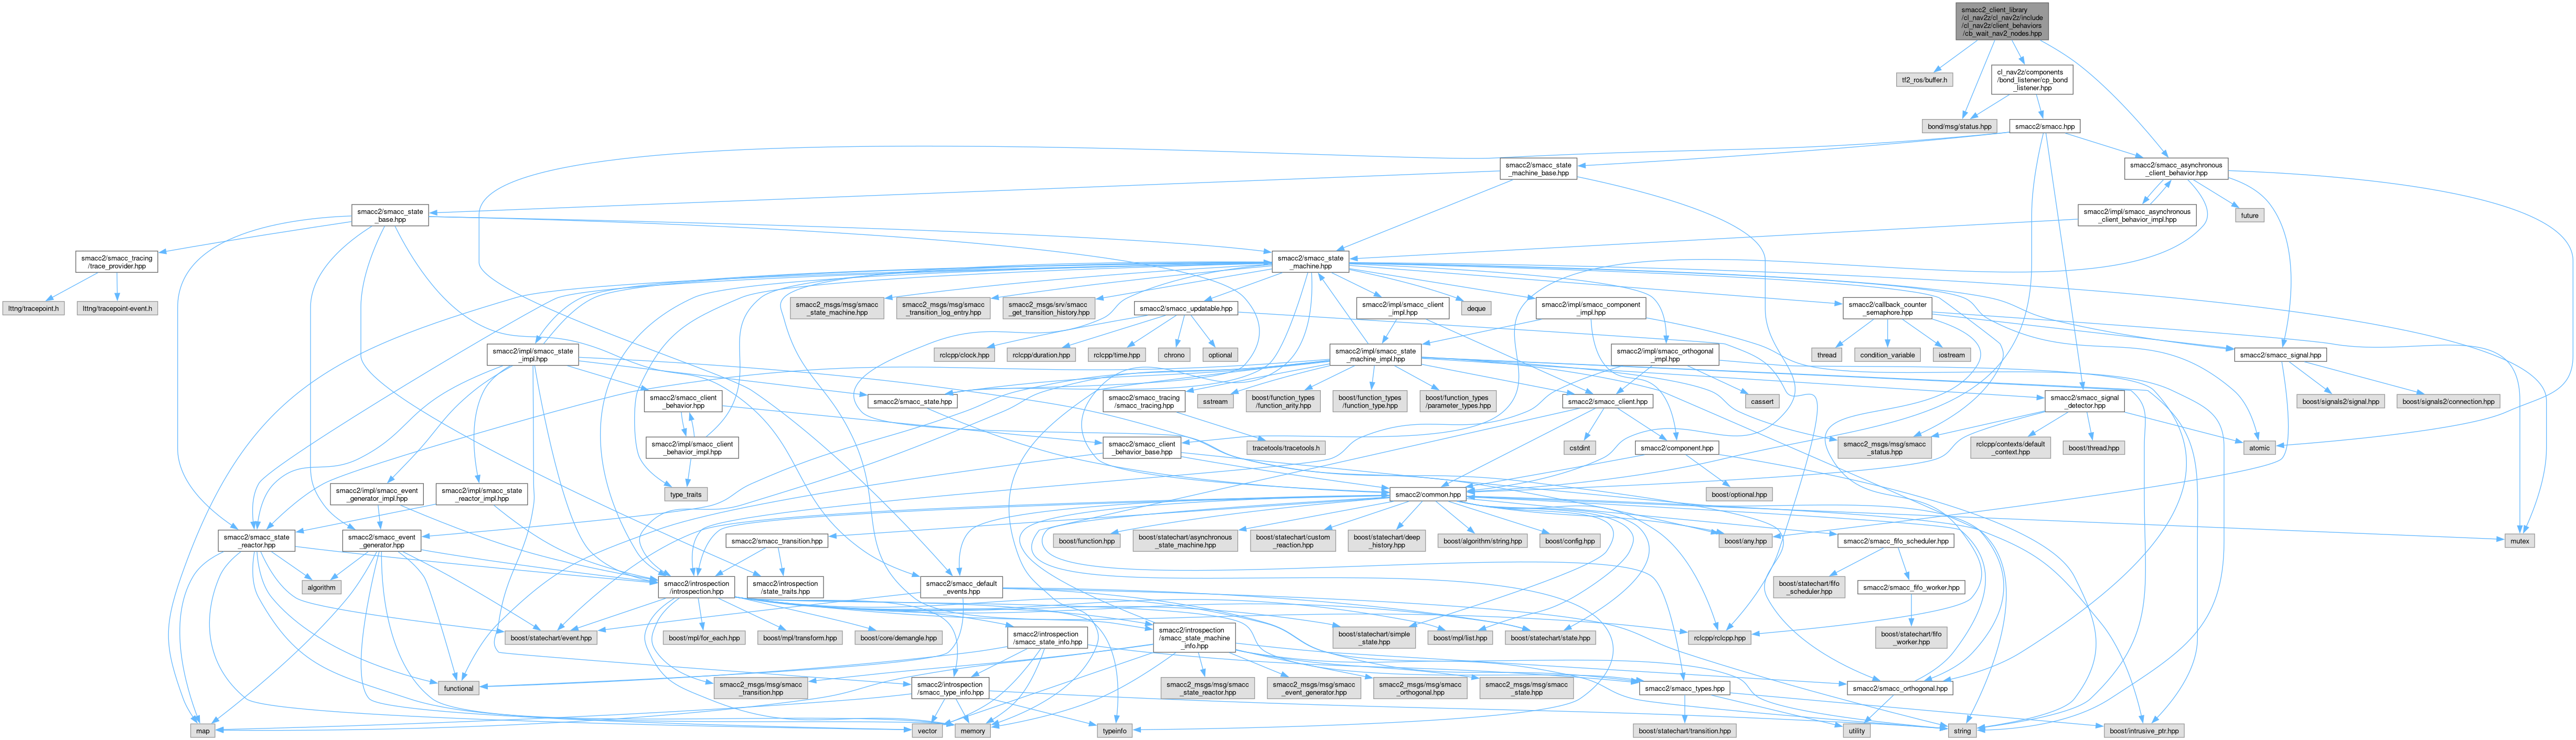 smacc2_client_library
/cl_nav2z/cl_nav2z/include
/cl_nav2z/client_behaviors
/cb_wait_nav2_nodes.hpp
tf2_ros/buffer.h
cl_nav2z/components
/bond_listener/cp_bond
_listener.hpp
bond/msg/status.hpp
smacc2/smacc.hpp
smacc2/smacc_state
_machine_base.hpp
smacc2/smacc_asynchronous
_client_behavior.hpp
smacc2/smacc_state
_base.hpp
smacc2/impl/smacc_asynchronous
_client_behavior_impl.hpp
future
smacc2/smacc_tracing
/trace_provider.hpp
smacc2/smacc_state
_machine.hpp
lttng/tracepoint.h
lttng/tracepoint-event.h
smacc2_msgs/msg/smacc
_state_machine.hpp
smacc2_msgs/msg/smacc
_transition_log_entry.hpp
smacc2_msgs/srv/smacc
_get_transition_history.hpp
smacc2/smacc_updatable.hpp
smacc2/impl/smacc_client
_impl.hpp
deque
smacc2/impl/smacc_component
_impl.hpp
smacc2/callback_counter
_semaphore.hpp
smacc2/impl/smacc_state
_impl.hpp
rclcpp/clock.hpp
rclcpp/duration.hpp
rclcpp/time.hpp
chrono
optional
smacc2/impl/smacc_state
_machine_impl.hpp
smacc2/impl/smacc_orthogonal
_impl.hpp
thread
condition_variable
iostream
smacc2/smacc_signal.hpp
smacc2/smacc_client
_behavior.hpp
smacc2/smacc_state.hpp
smacc2/smacc_tracing
/smacc_tracing.hpp
sstream
boost/function_types
/function_arity.hpp
boost/function_types
/function_type.hpp
boost/function_types
/parameter_types.hpp
smacc2/smacc_client.hpp
cassert
smacc2/smacc_signal
_detector.hpp
boost/signals2/signal.hpp
boost/signals2/connection.hpp
smacc2/impl/smacc_client
_behavior_impl.hpp
smacc2/smacc_client
_behavior_base.hpp
tracetools/tracetools.h
cstdint
smacc2/component.hpp
smacc2_msgs/msg/smacc
_status.hpp
rclcpp/contexts/default
_context.hpp
boost/thread.hpp
atomic
smacc2/impl/smacc_event
_generator_impl.hpp
smacc2/impl/smacc_state
_reactor_impl.hpp
type_traits
smacc2/common.hpp
boost/optional.hpp
smacc2/smacc_state
_reactor.hpp
smacc2/smacc_event
_generator.hpp
smacc2/smacc_transition.hpp
boost/function.hpp
boost/statechart/asynchronous
_state_machine.hpp
boost/statechart/custom
_reaction.hpp
boost/statechart/deep
_history.hpp
boost/algorithm/string.hpp
boost/config.hpp
boost/any.hpp
smacc2/smacc_fifo_scheduler.hpp
mutex
algorithm
smacc2/introspection
/introspection.hpp
smacc2/introspection
/state_traits.hpp
smacc2/smacc_default
_events.hpp
boost/statechart/fifo
_scheduler.hpp
smacc2/smacc_fifo_worker.hpp
boost/statechart/event.hpp
boost/mpl/for_each.hpp
boost/mpl/transform.hpp
boost/core/demangle.hpp
smacc2/introspection
/smacc_state_info.hpp
smacc2/introspection
/smacc_state_machine
_info.hpp
boost/statechart/simple
_state.hpp
boost/mpl/list.hpp
boost/statechart/state.hpp
rclcpp/rclcpp.hpp
boost/statechart/fifo
_worker.hpp
functional
smacc2_msgs/msg/smacc
_transition.hpp
smacc2/introspection
/smacc_type_info.hpp
smacc2_msgs/msg/smacc
_state_reactor.hpp
smacc2_msgs/msg/smacc
_event_generator.hpp
smacc2_msgs/msg/smacc
_orthogonal.hpp
smacc2_msgs/msg/smacc
_state.hpp
smacc2/smacc_types.hpp
smacc2/smacc_orthogonal.hpp
map
vector
memory
typeinfo
boost/statechart/transition.hpp
utility
string
boost/intrusive_ptr.hpp